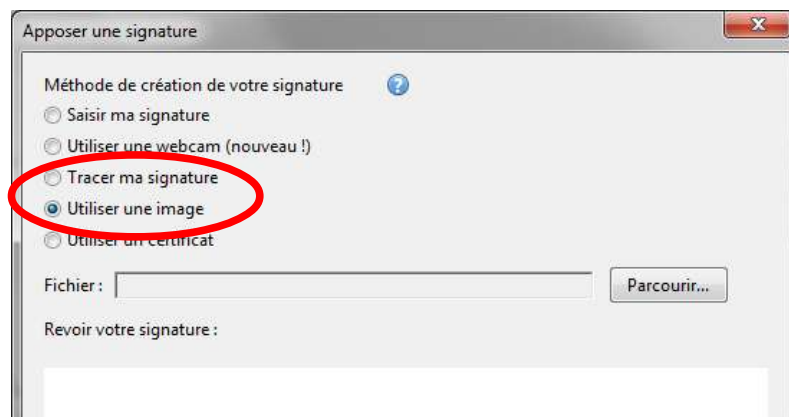 Apposer une signature
Méthode de création de votre signature
Saisir ma signature
Utiliser une webcam (nouveau !)
Tracer ma signature
Utiliser une image
Utiliser un certificat
Fichier : Parcourir...
Revoir votre signature :